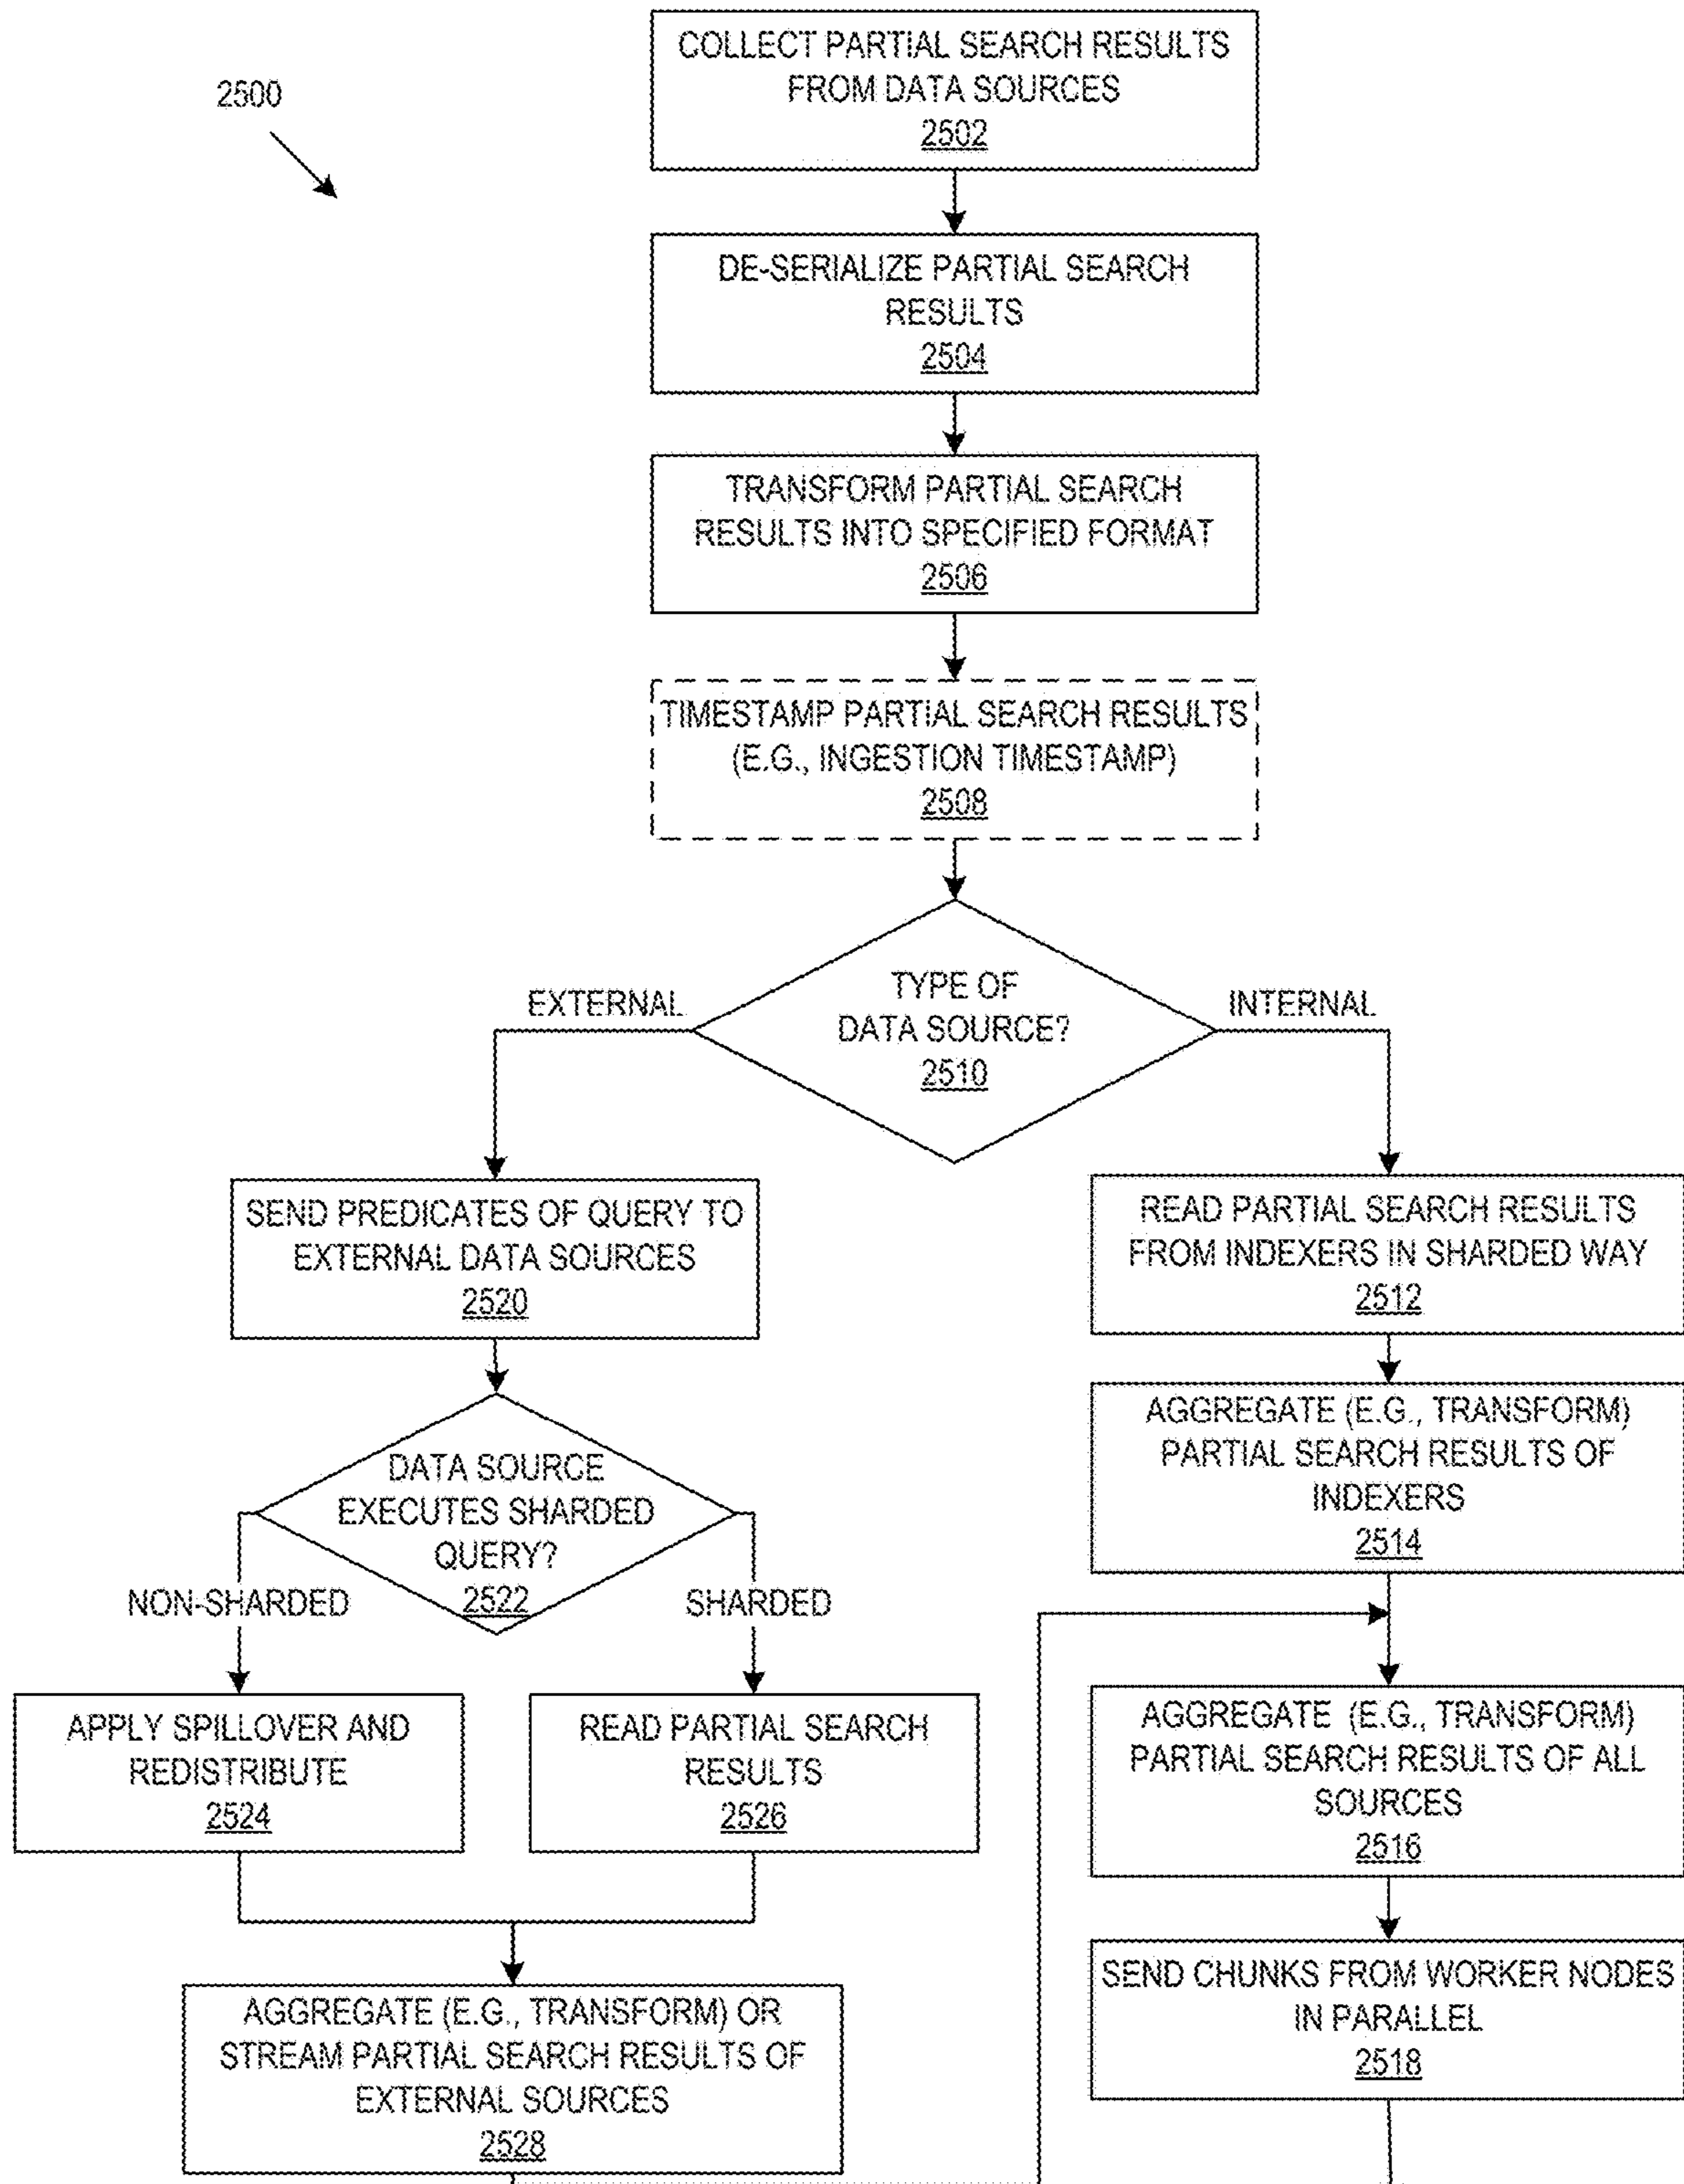 2500
COLLECT PARTIAL SEARCH RESULTS
FROM DATA SOURCES
2502
DE-SERIALIZE PARTIAL SEARCH
RESULTS
2504
TRANSFORM PARTIAL SEARCH
RESULTS INTO SPECIFIED FORMAT
2506
TIMESTAMP PARTIAL SEARCH RESULTS
(E.G., INGESTION TIMESTAMP)
2508
TYPE OF
DATA SOURCE?
2510
EXTERNAL
INTERNAL
SEND PREDICATES OF QUERY TO
EXTERNAL DATA SOURCES
2520
DATA SOURCE
EXECUTES SHARDED
QUERY?
2522
NON-SHARDED
SHARDED
APPLY SPILLOVER AND
REDISTRIBUTE
2524
READ PARTIAL SEARCH
RESULTS
2526
AGGREGATE (E.G., TRANSFORM) OR
STREAM PARTIAL SEARCH RESULTS OF
EXTERNAL SOURCES
2528
READ PARTIAL SEARCH RESULTS
FROM INDEXERS IN SHARDED WAY
2512
AGGREGATE (E.G., TRANSFORM)
PARTIAL SEARCH RESULTS OF
INDEXERS
2514
AGGREGATE (E.G., TRANSFORM)
PARTIAL SEARCH RESULTS OF ALL
SOURCES
2516
SEND CHUNKS FROM WORKER NODES
IN PARALLEL
2518